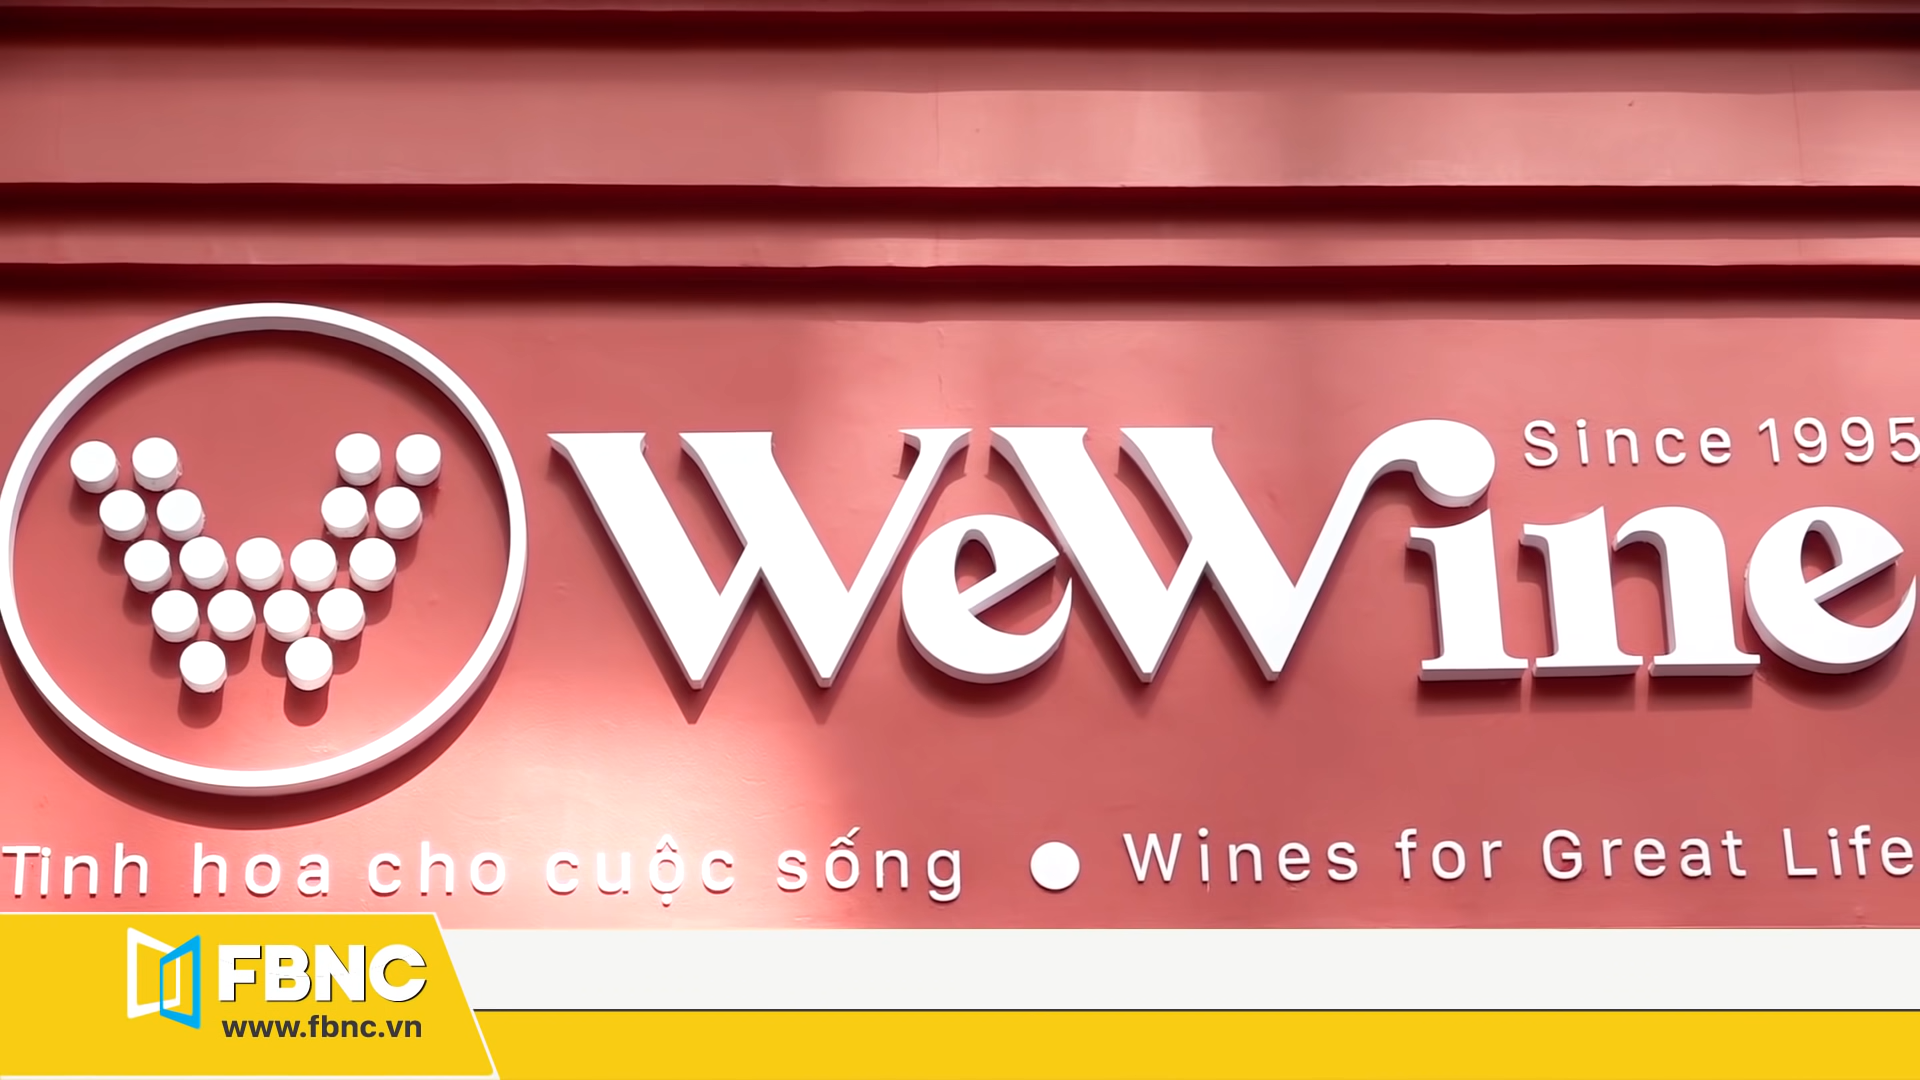 Since 1995
WeWine
Tinh hoa cho cuộc sống ● Wines for Great Life
FBNC
www.fbnc.vn